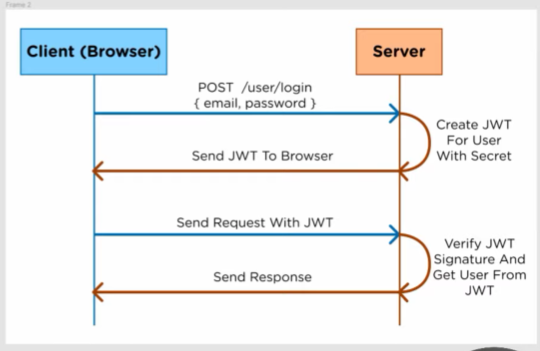 Frame 2
Client (Browser)
Server
POST /user/login
{ email, password }
Create JWT
For User
With Secret
Send JWT To Browser
Send Request With JWT
Verify JWT
Signature And
Get User From
JWT
Send Response